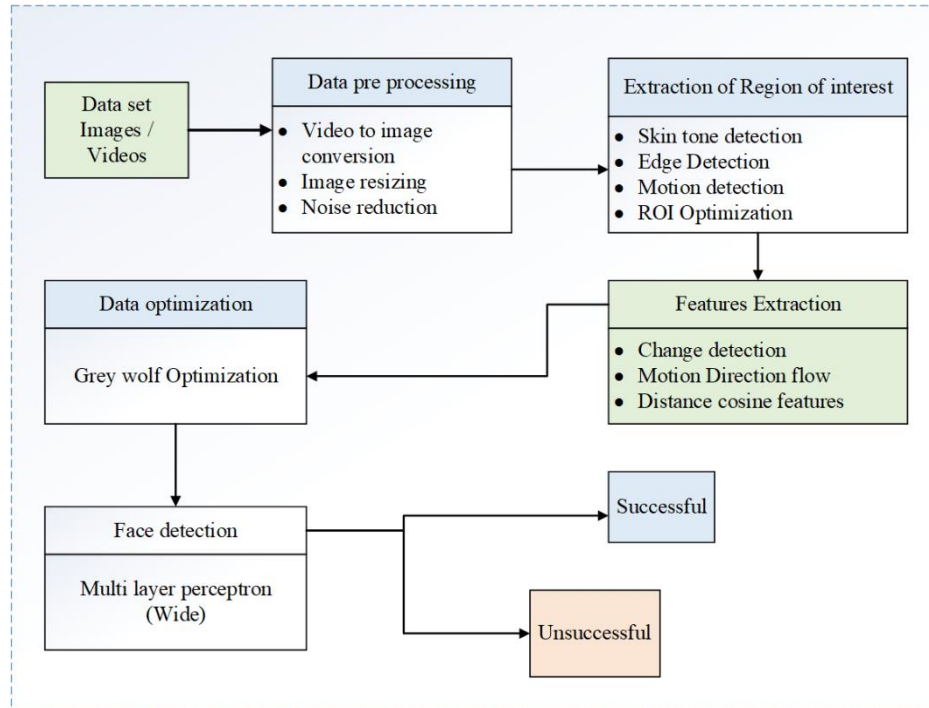 Data set
Images /
Videos
Data pre processing
● Video to image
conversion
● Image resizing
● Noise reduction
Extraction of Region of interest
● Skin tone detection
● Edge Detection
● Motion detection
● ROI Optimization
Features Extraction
● Change detection
● Motion Direction flow
● Distance cosine features
Data optimization
Grey wolf Optimization
Face detection
Multi layer perceptron
(Wide)
Successful
Unsuccessful